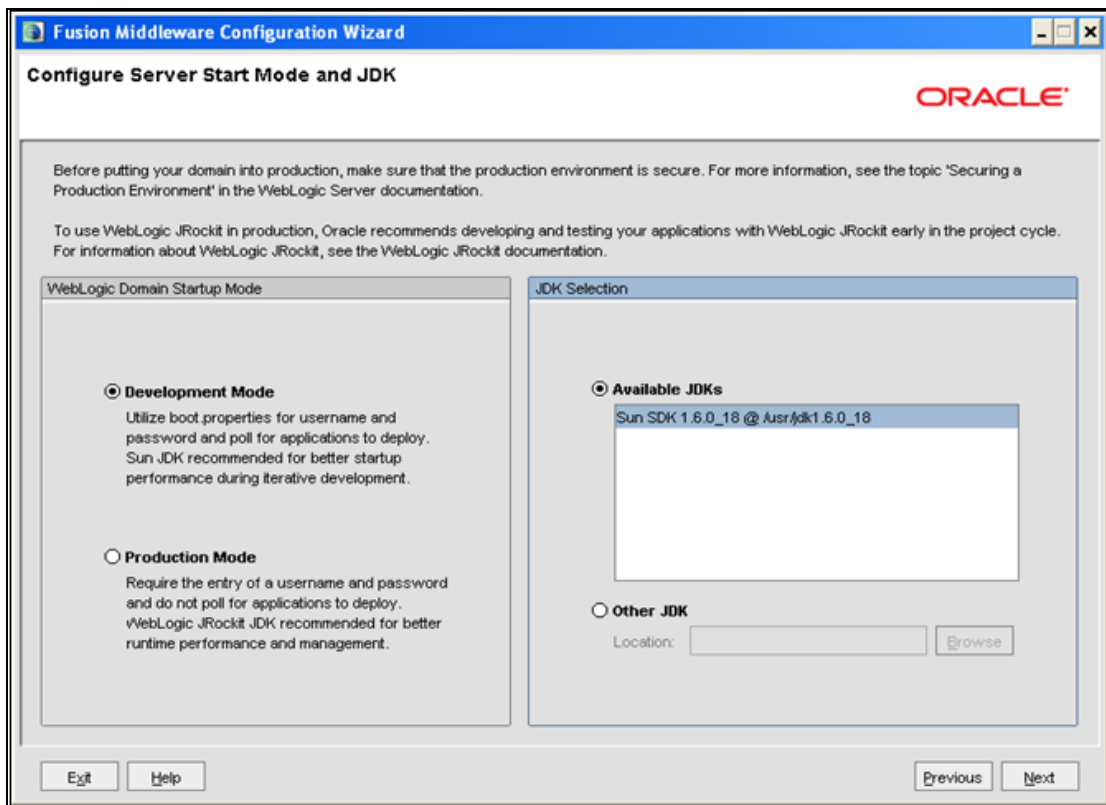 Fusion Middleware Configuration Wizard
Configure Server Start Mode and JDK
ORACLE
Before putting your domain into production, make sure that the production environment is secure. For more information, see the topic 'Securing a
Production Environment' in the WebLogic Server documentation.
To use WebLogic JRockit in production, Oracle recommends developing and testing your applications with WebLogic JRockit early in the project cycle.
For information about WebLogic JRockit, see the WebLogic JRockit documentation.
WebLogic Domain Startup Mode
Development Mode
Utilize boot.properties for username and
password and poll for applications to deploy.
Sun JDK recommended for better startup
performance during iterative development.
Production Mode
Require the entry of a username and password
and do not poll for applications to deploy.
WebLogic JRockit JDK recommended for better
runtime performance and management.
JDK Selection
Available JDKs
Sun SDK 1.6.0_18 @ /usr/jdk1.6.0_18
Other JDK
Location:
Browse
Exit
Help
Previous
Next